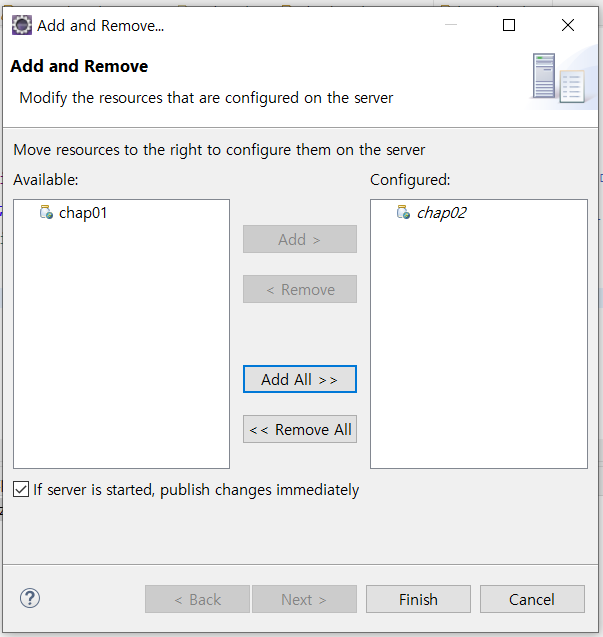 Add and Remove...
Add and Remove
Modify the resources that are configured on the server
Move resources to the right to configure them on the server
Available:
Configured:
chap01
chap02
Add >
< Remove
Add All >>
<< Remove All
If server is started, publish changes immediately
?
< Back
Next >
Finish
Cancel